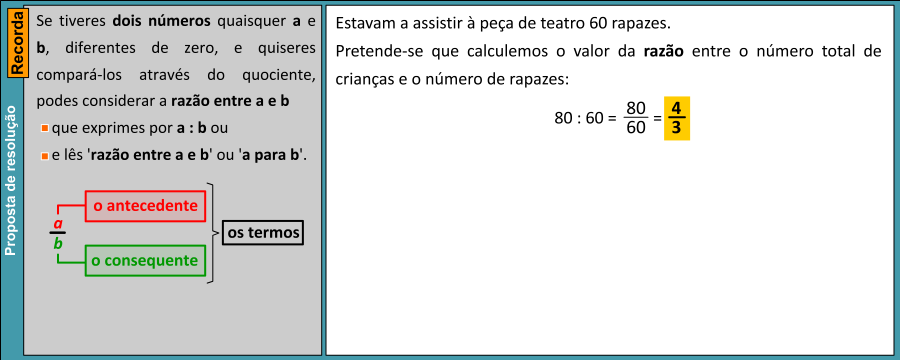 Recorda
Proposta de resolução
Se tiveres dois números quaisquer a e
b, diferentes de zero, e quiseres
compará-los através do quociente,
podes considerar a razão entre a e b
que exprimes por a : b ou
e lês 'razão entre a e b' ou 'a para b'.
a
b
o antecedente
o consequente
os termos
Estavam a assistir à peça de teatro 60 rapazes.
Pretende-se que calculemos o valor da razão entre o número total de
crianças e o número de rapazes:
80 : 60 = 80/60 = 4/3